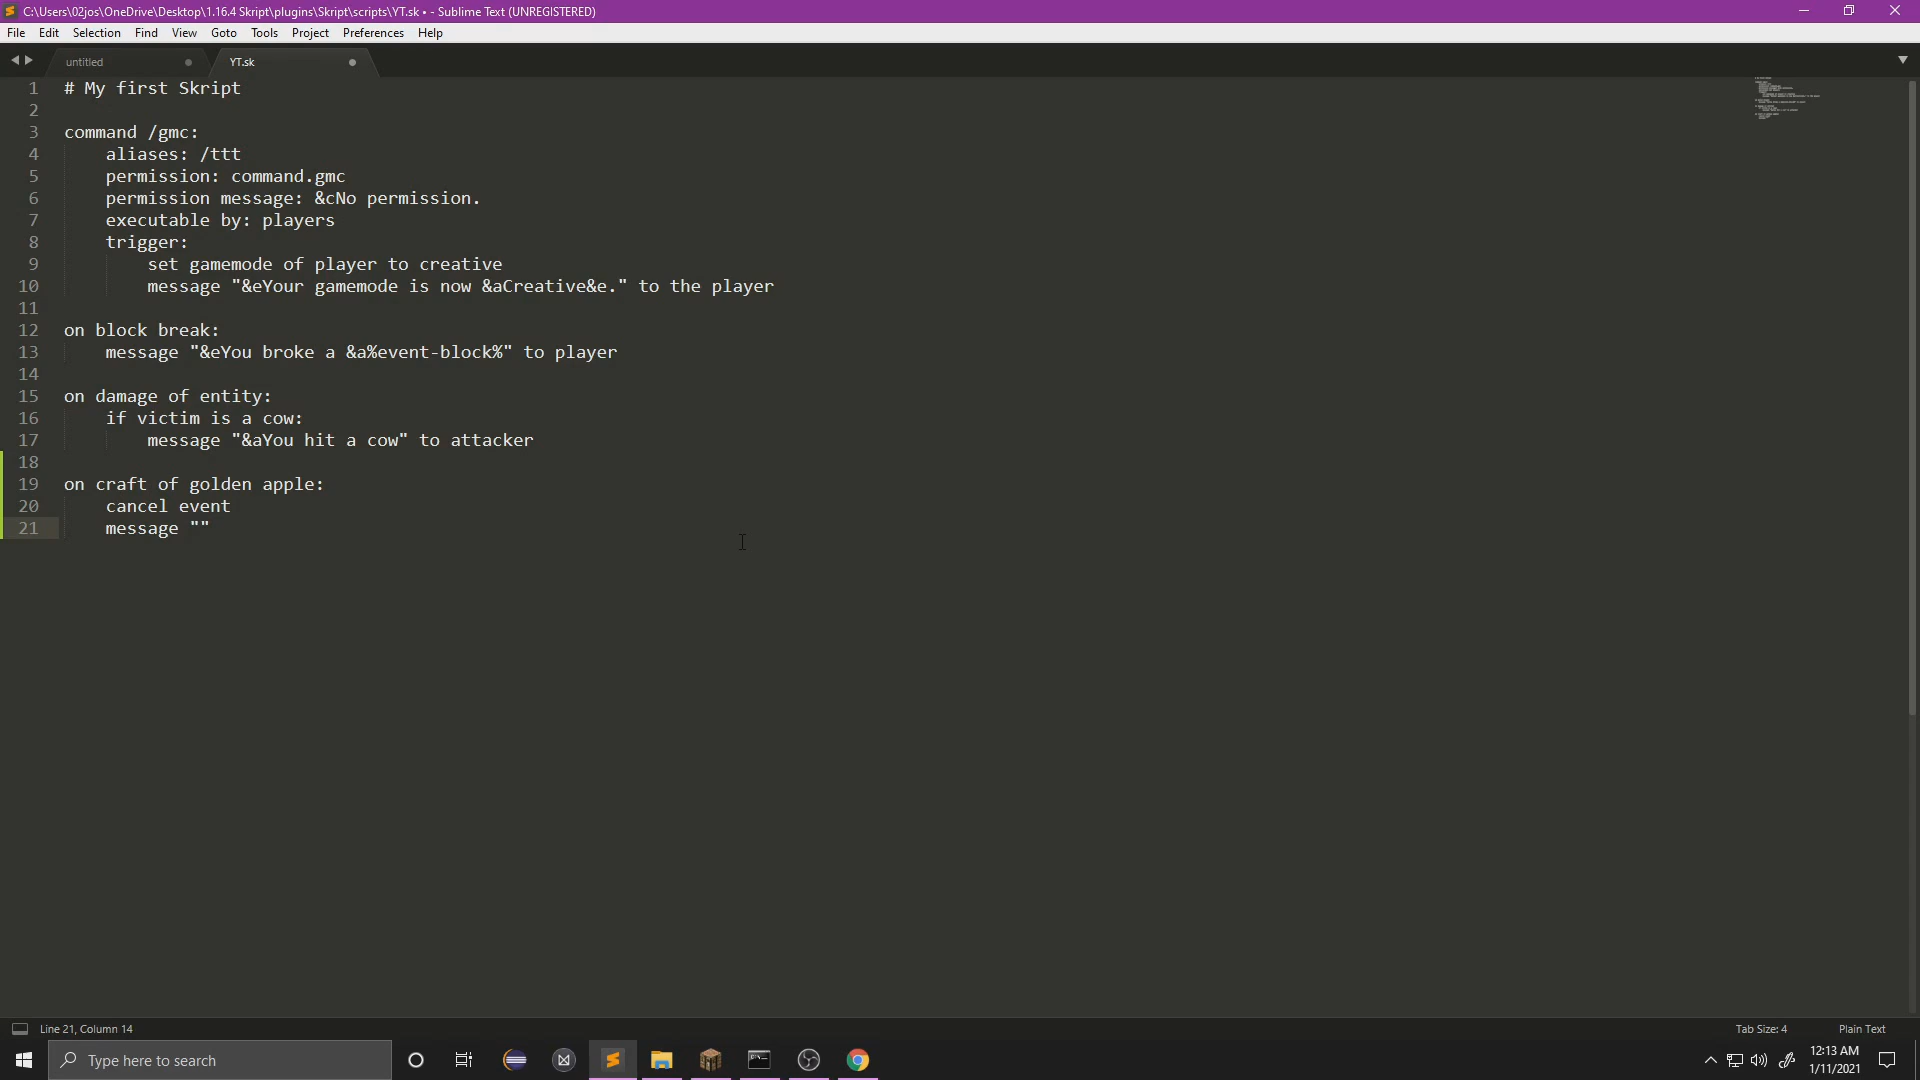 C:\Users\02jos\OneDrive\Desktop\1.16.4 Skript\plugins\Skript\scripts\YT.sk • - Sublime Text (UNREGISTERED)
File Edit Selection Find View Goto Tools Project Preferences Help
untitled YT.sk
1 # My first Skript
2
3 command /gmc:
4 aliases: /ttt
5 permission: command.gmc
6 permission message: &cNo permission.
7 executable by: players
8 trigger:
9 set gamemode of player to creative
10 message "&eYour gamemode is now &aCreative&e." to the player
11
12 on block break:
13 message "&eYou broke a &a%event-block%" to player
14
15 on damage of entity:
16 if victim is a cow:
17 message "&aYou hit a cow" to attacker
18
19 on craft of golden apple:
20 cancel event
21 message ""
Line 21, Column 14 Tab Size: 4 Plain Text
Type here to search
12:13 AM
1/11/2021